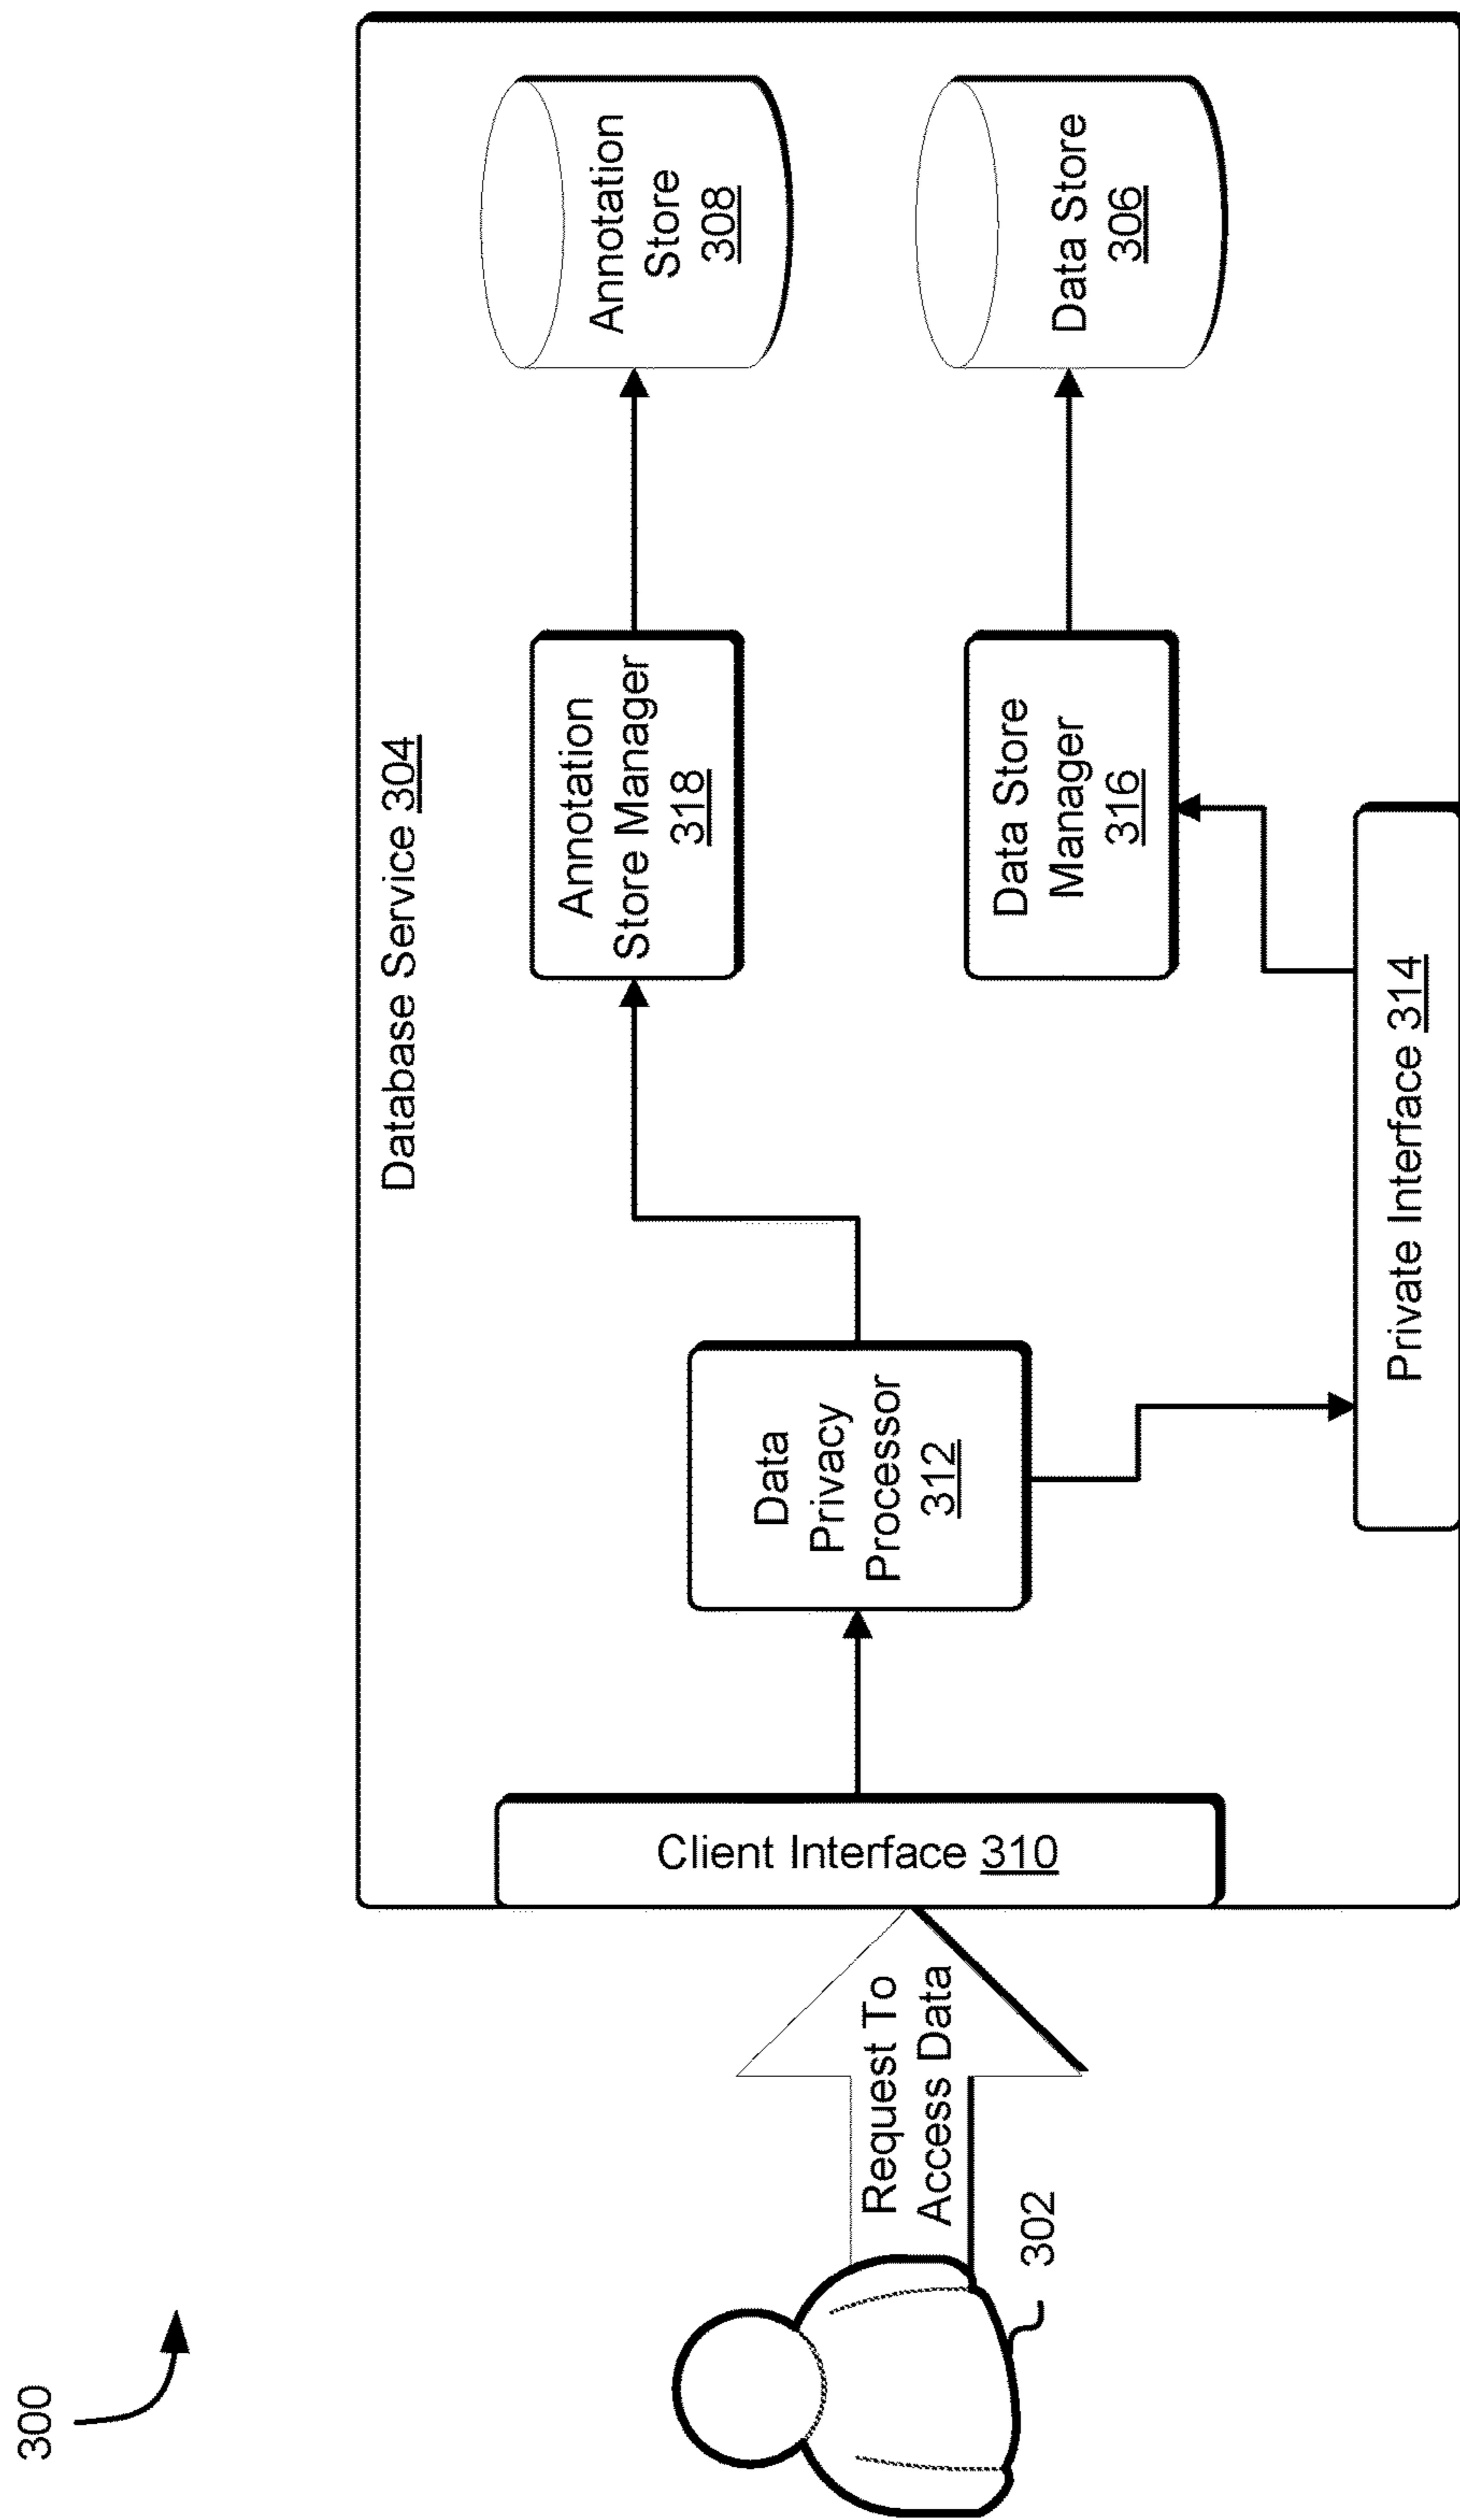 300
Database Service 304
Annotation
Store Manager
318
Annotation
Store
308
Data
Privacy
Processor
312
Client Interface 310
Request To
Access Data
302
Data Store
Manager
316
Data Store
306
Private Interface 314